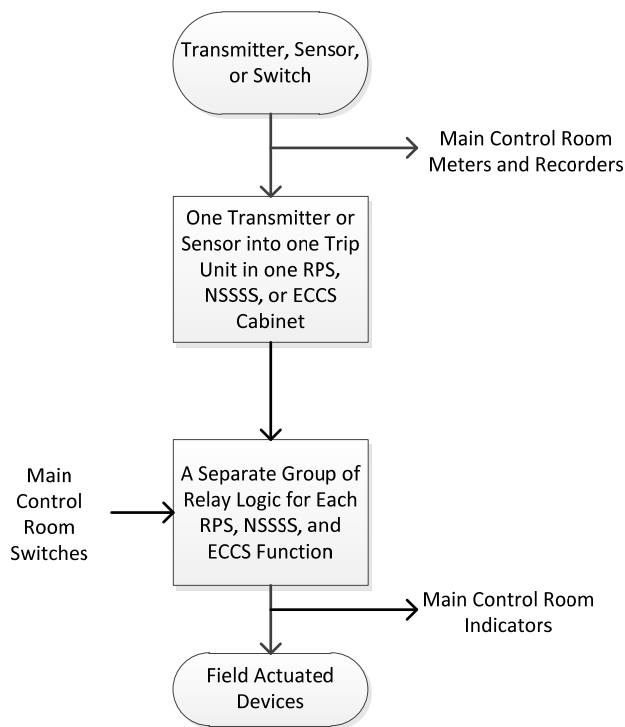 Transmitter, Sensor,
or Switch
Main Control Room
Meters and Recorders
One Transmitter or
Sensor into one Trip
Unit in one RPS,
NSSSS, or ECCS
Cabinet
Main
Control
Room
Switches
A Separate Group of
Relay Logic for Each
RPS, NSSSS, and
ECCS Function
Main Control Room
Indicators
Field Actuated
Devices